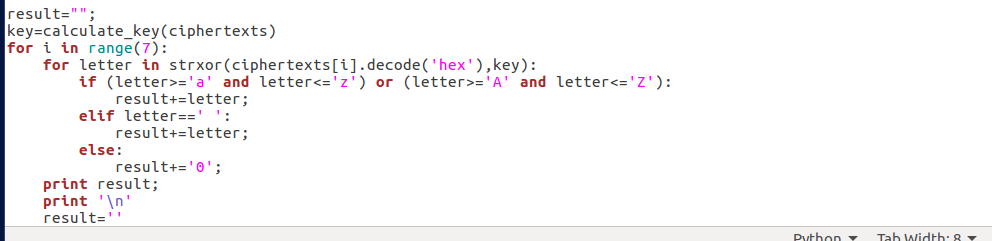 result="";
key=calculate_key(ciphertexts)
for i in range(7):
    for letter in strxor(ciphertexts[i].decode('hex'),key):
        if (letter>='a' and letter<='z') or (letter>='A' and letter<='Z'):
            result+=letter;
        elif letter==' ':
            result+=letter;
        else:
            result+='0';
    print result;
    print '\n'
    result=''
Python Tab Width: 8